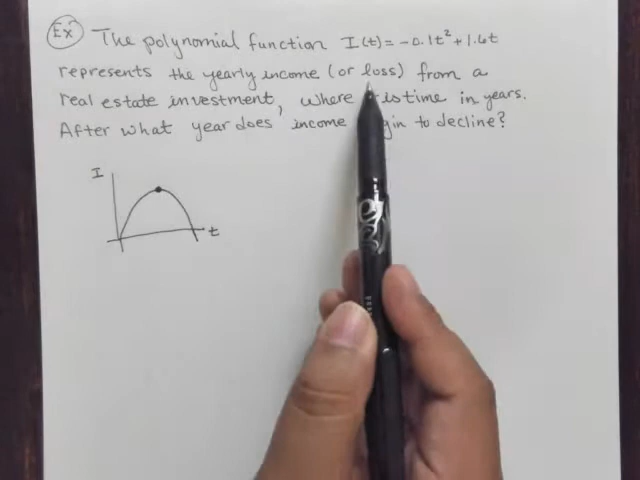 Ex The polynomial function I(t) = -0.1t² + 1.6t
represents the yearly income (or loss) from a
real estate investment, where is time in years.
After what year does income to decline?
I
t